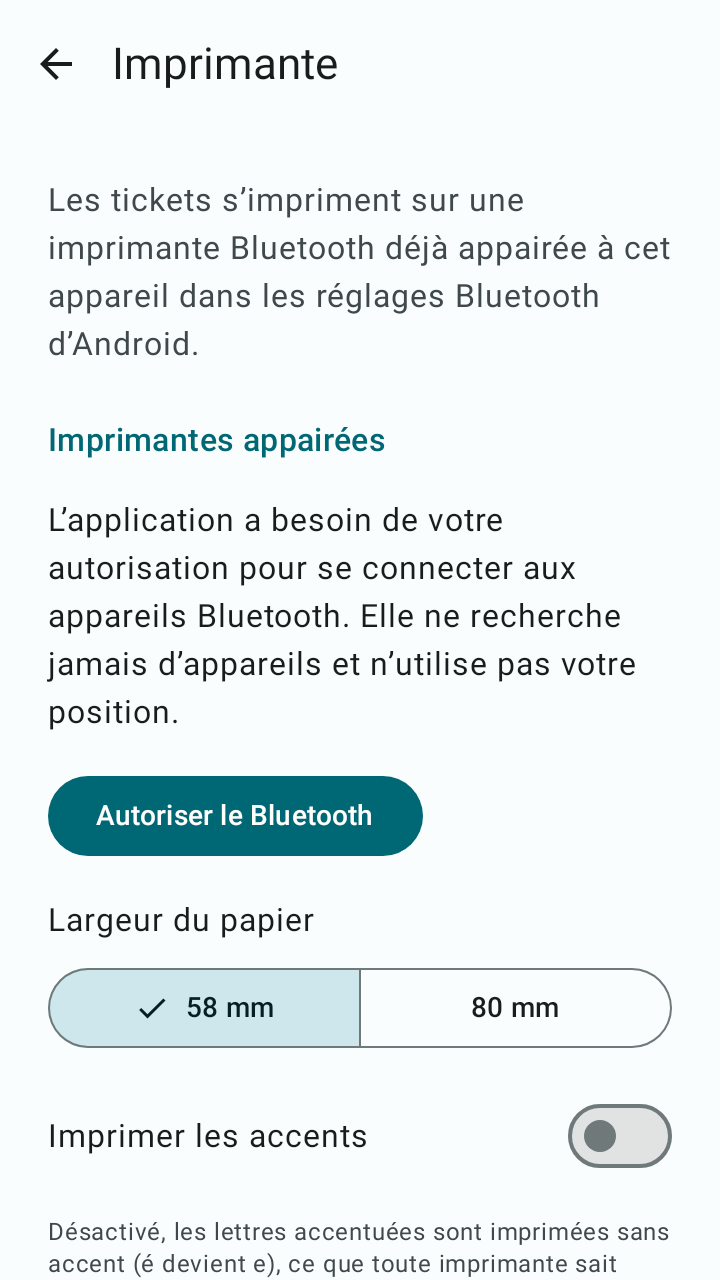 Imprimante
Les tickets s’impriment sur une
imprimante Bluetooth déjà appairée à cet
appareil dans les réglages Bluetooth
d’Android.
Imprimantes appairées
L’application a besoin de votre
autorisation pour se connecter aux
appareils Bluetooth. Elle ne recherche
jamais d’appareils et n’utilise pas votre
position.
Autoriser le Bluetooth
Largeur du papier
58 mm
80 mm
Imprimer les accents
Désactivé, les lettres accentuées sont imprimées sans
accent (é devient e), ce que toute imprimante sait